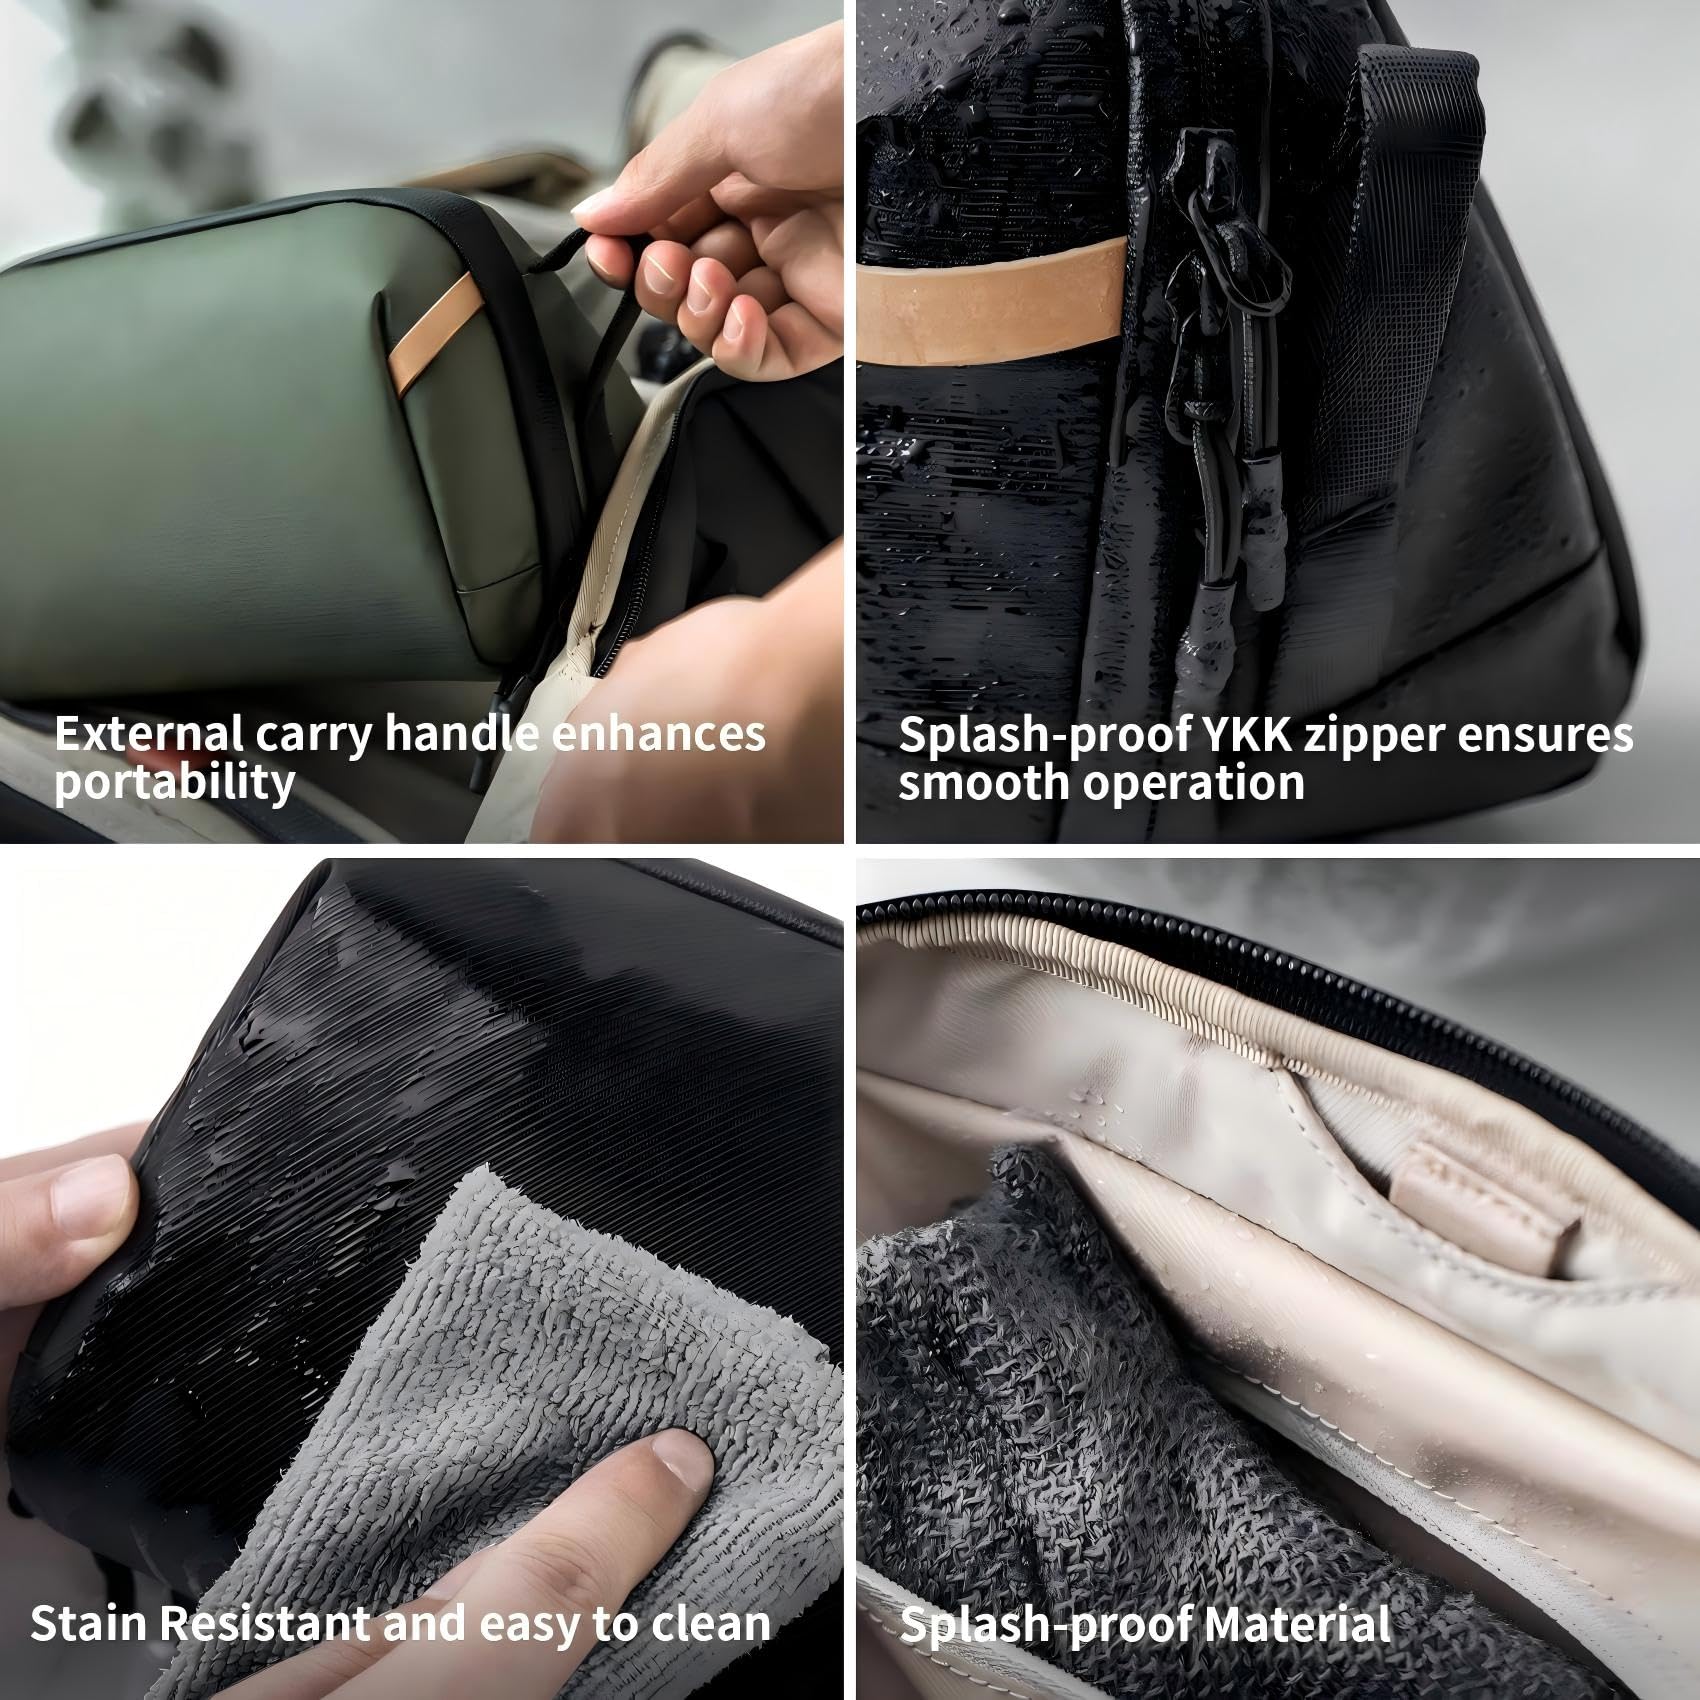 External carry handle enhances
portability
Splash-proof YKK zipper ensures
smooth operation
Stain Resistant and easy to clean
Splash-proof Material